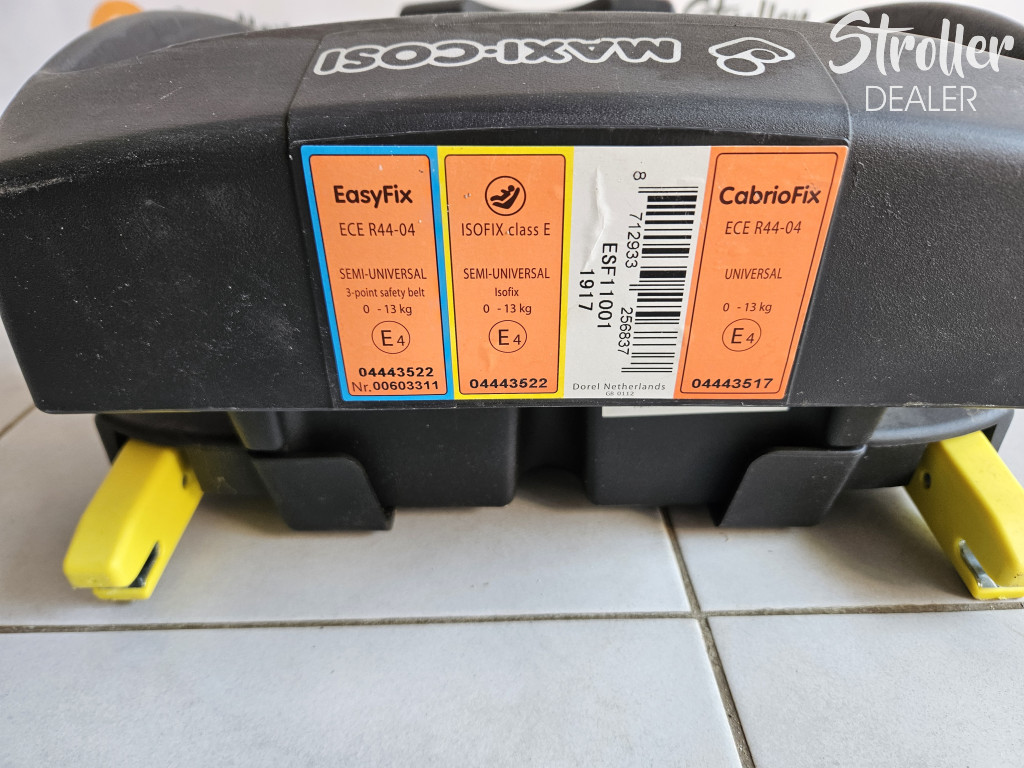 Stroller
DEALER
MAXI-COSI
EasyFix
ECE R44-04
SEMI-UNIVERSAL
3-point safety belt
0 - 13 kg
E4
04443522
Nr. 00603311
ISOFIX class E
SEMI-UNIVERSAL
Isofix
0 - 13 kg
E4
04443522
8 712933 256837
ESF11001
1917
Dorel Netherlands
GB 0112
CabrioFix
ECE R44-04
UNIVERSAL
0 - 13 kg
E4
04443517